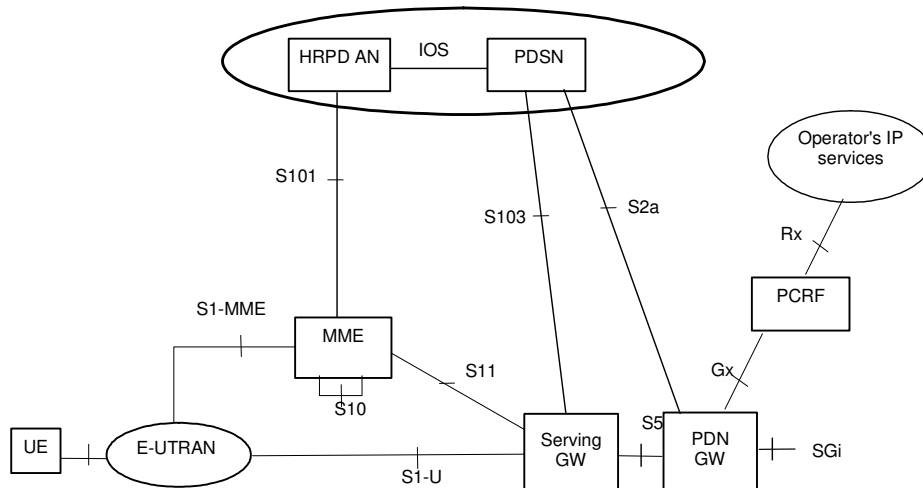 HRPD AN
IOS
PDSN
Operator's IP
services
S101
S103
S2a
Rx
PCRF
S1-MME
MME
S11
Gx
S10
S5
UE
E-UTRAN
Serving
GW
PDN
GW
SGi
S1-U